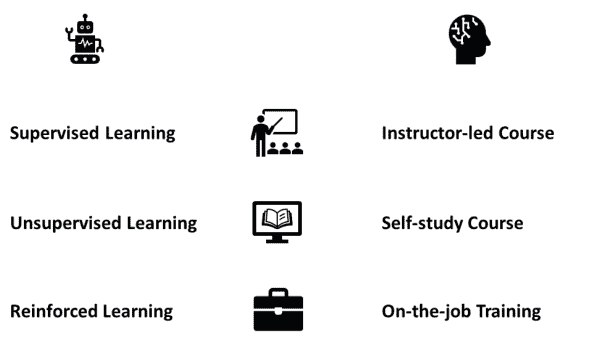 Supervised Learning
Instructor-led Course
Unsupervised Learning
Self-study Course
Reinforced Learning
On-the-job Training